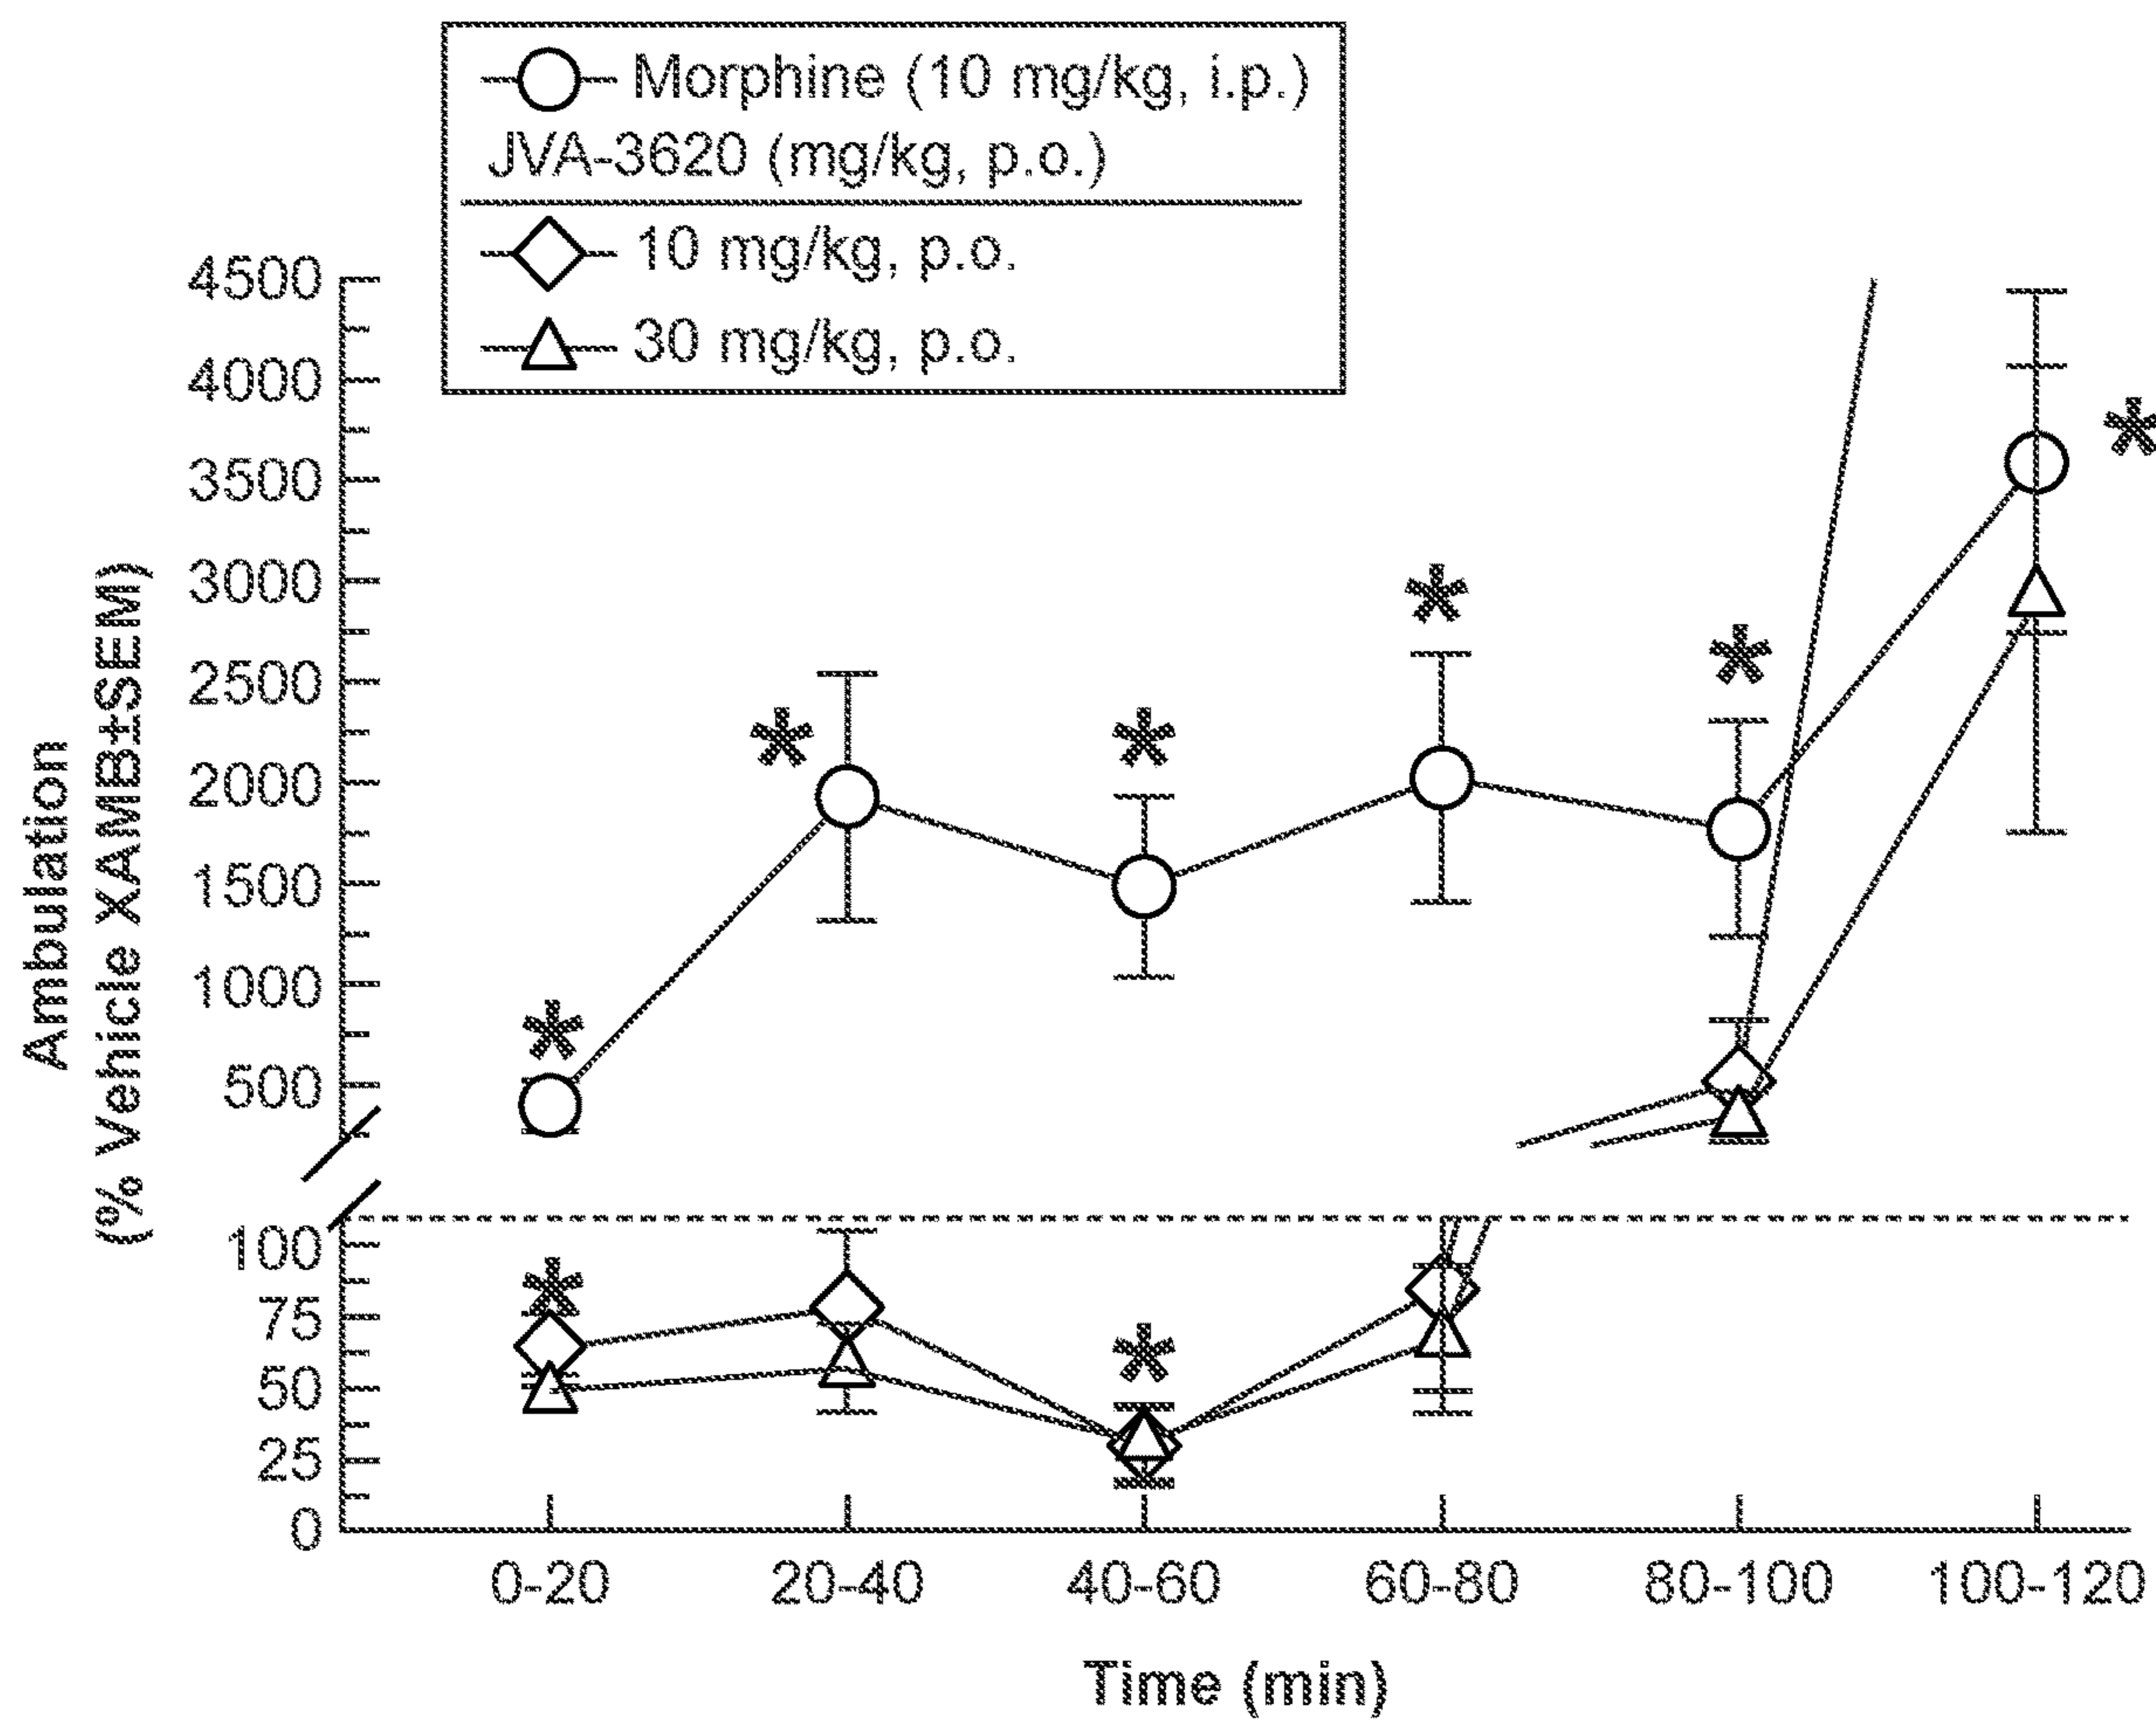 Morphine (10 mg/kg, i.p.)
JVA-3620 (mg/kg, p.o.)
10 mg/kg, p.o.
30 mg/kg, p.o.
Ambulation
(% Vehicle XAMB±SEM)
4500
4000
3500
3000
2500
2000
1500
1000
500
100
75
50
25
0
*
*
*
*
*
*
*
*
0-20 20-40 40-60 60-80 80-100 100-120
Time (min)